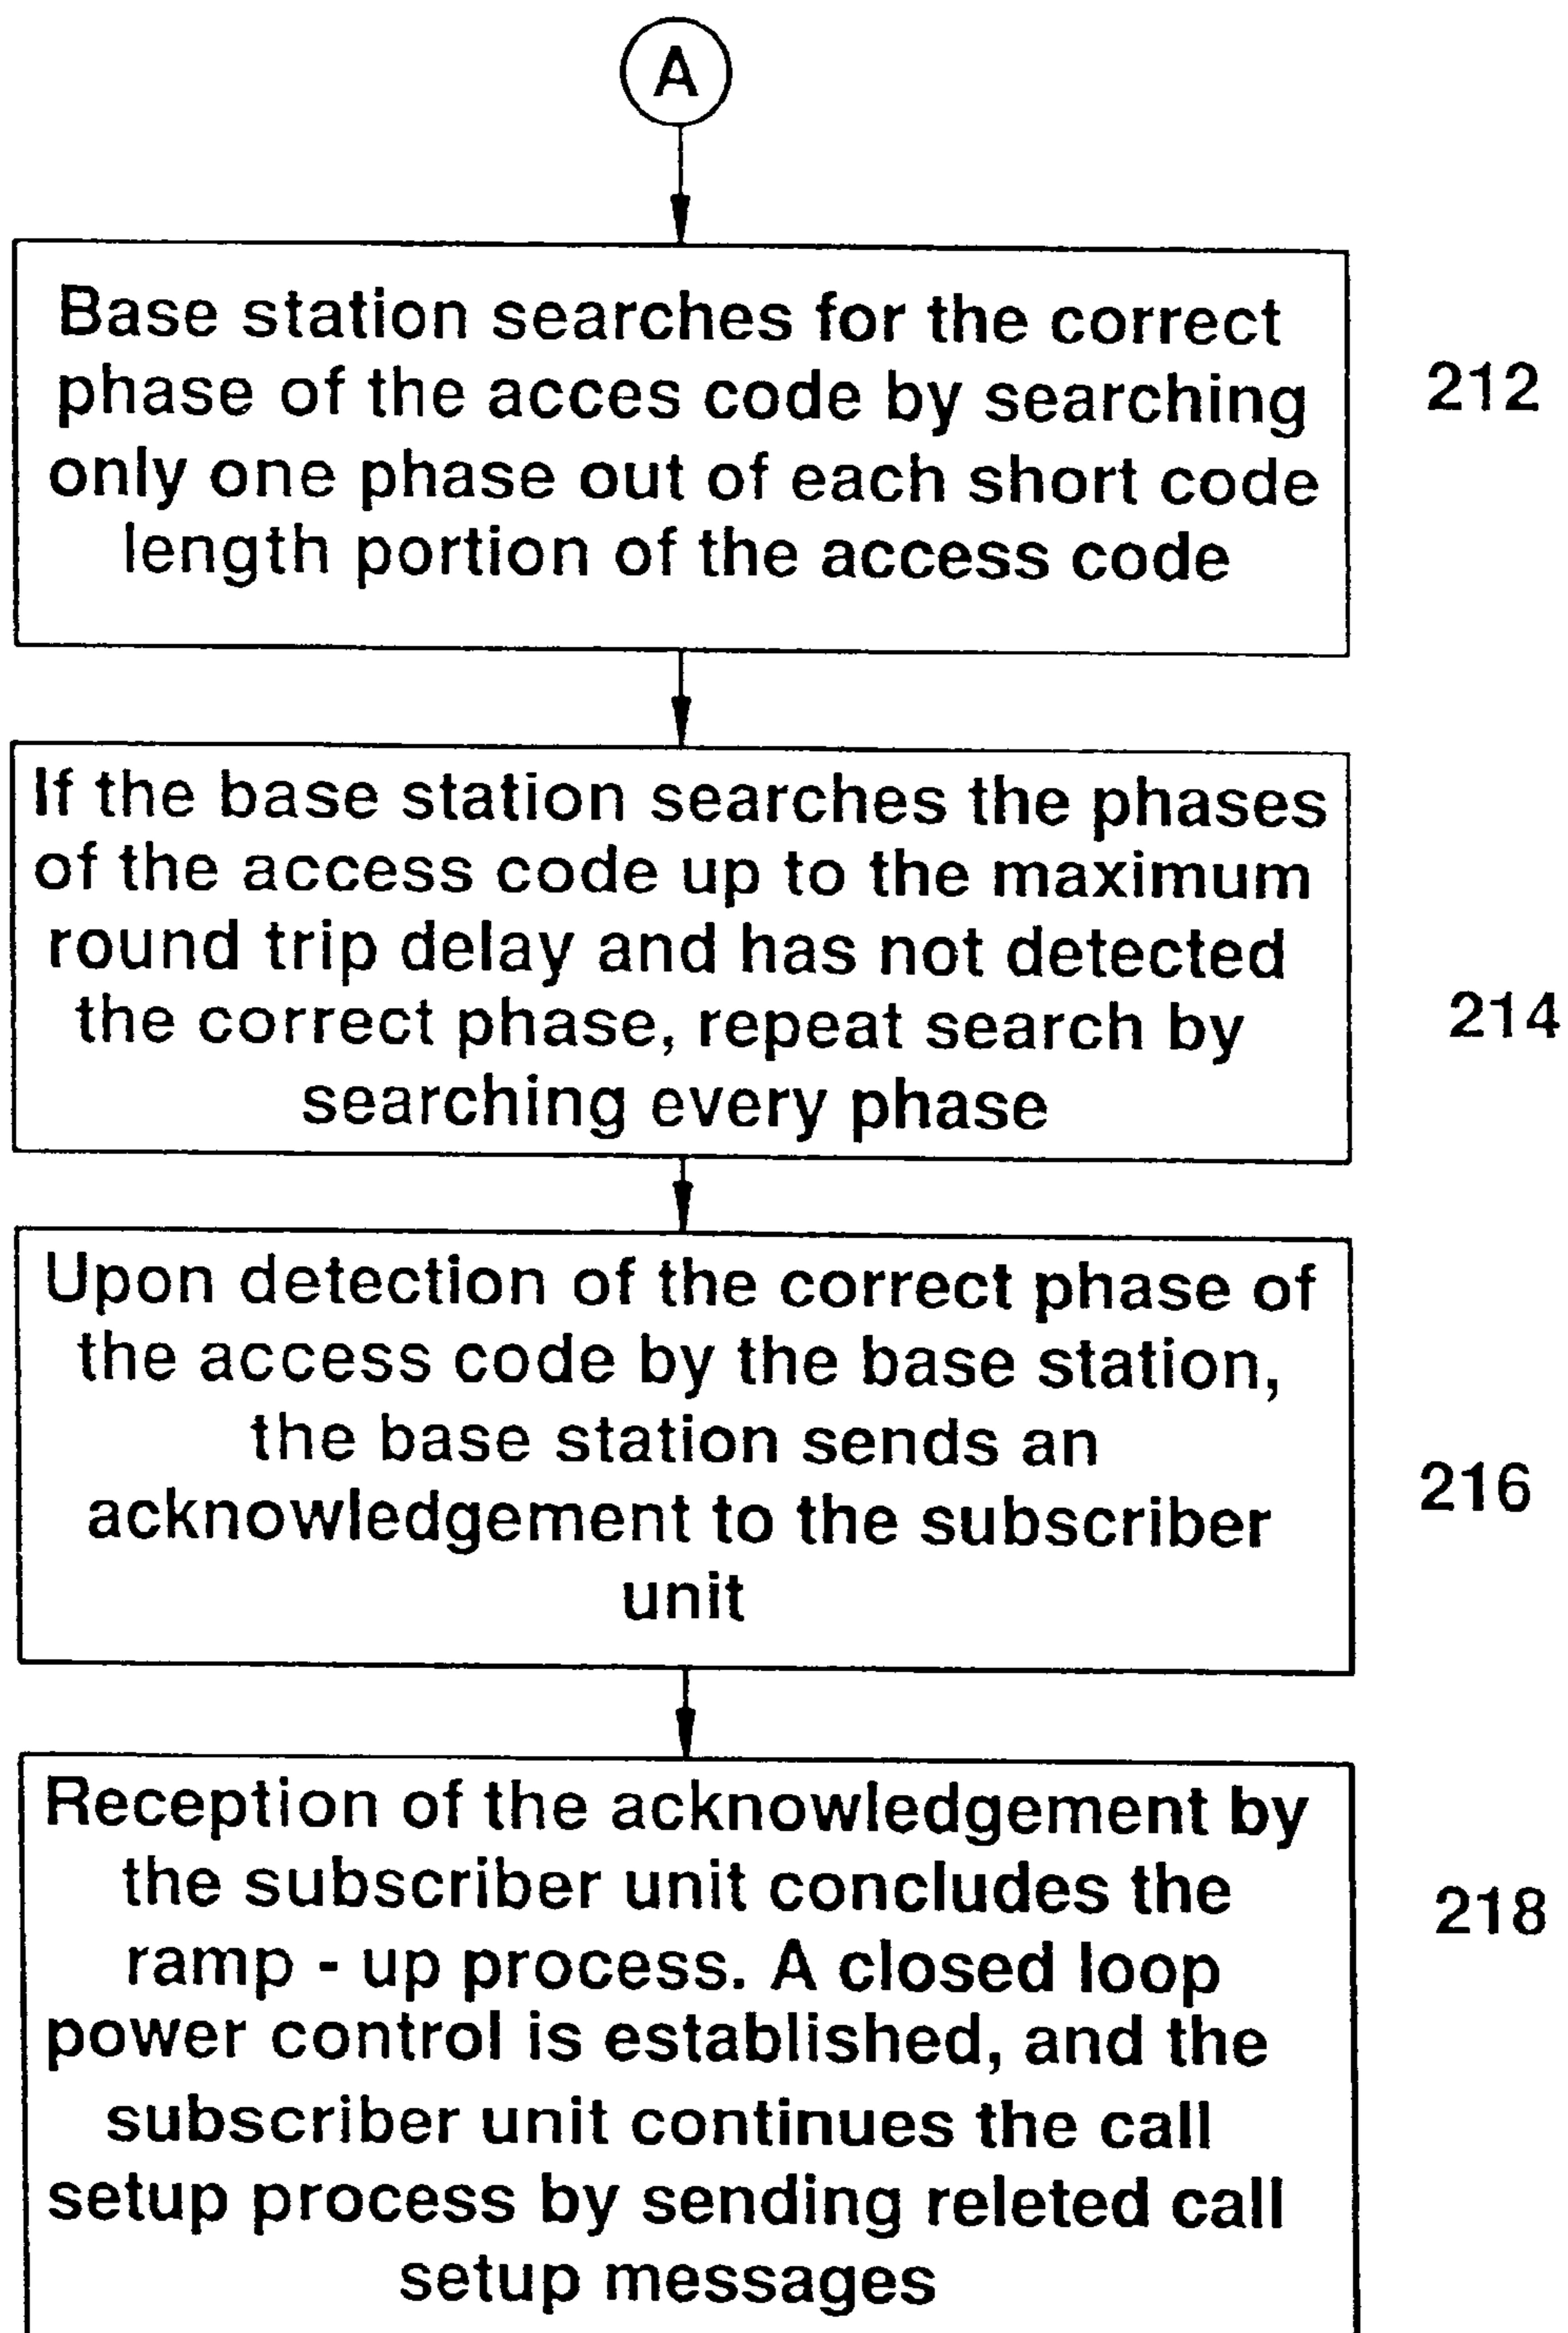 A
Base station searches for the correct
phase of the acces code by searching
only one phase out of each short code
length portion of the access code
212
If the base station searches the phases
of the access code up to the maximum
round trip delay and has not detected
the correct phase, repeat search by
searching every phase
214
Upon detection of the correct phase of
the access code by the base station,
the base station sends an
acknowledgement to the subscriber
unit
216
Reception of the acknowledgement by
the subscriber unit concludes the
ramp - up process. A closed loop
power control is established, and the
subscriber unit continues the call
setup process by sending releted call
setup messages
218